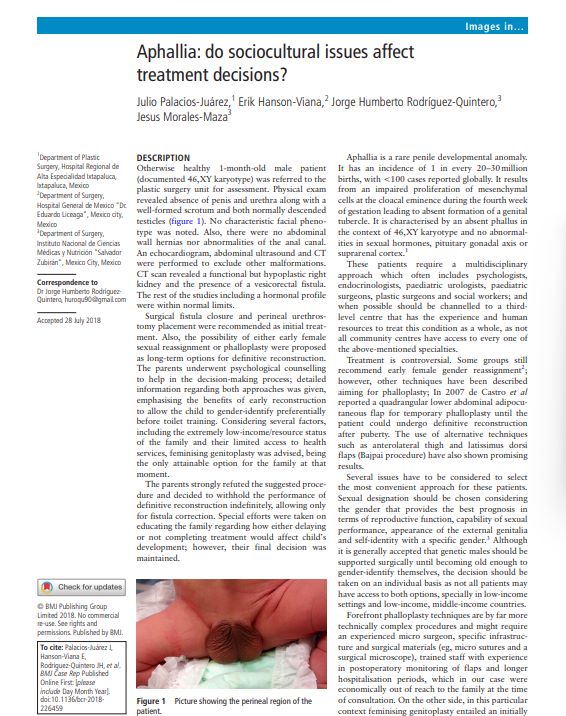 Images in...
Aphallia: do sociocultural issues affect
treatment decisions?
Julio Palacios-Juárez,1 Erik Hanson-Viana,2 Jorge Humberto Rodríguez-Quintero,3
Jesus Morales-Maza3
1Department of Plastic
Surgery, Hospital Regional de
Alta Especialidad Ixtapaluca,
Ixtapaluca, Mexico
2Department of Surgery,
Hospital General de Mexico "Dr.
Eduardo Liceaga", Mexico city,
Mexico
3Department of Surgery,
Instituto Nacional de Ciencias
Médicas y Nutrición "Salvador
Zubirán", Mexico City, Mexico
Correspondence to
Dr Jorge Humberto Rodriguez-
Quintero, huroqu90@gmail.com
Accepted 28 July 2018
Check for updates
© BMJ Publishing Group
Limited 2018. No commercial
re-use. See rights and
permissions. Published by BMJ.
To cite: Palacios-Juárez J,
Hanson-Viana E,
Rodriguez-Quintero JH, et al.
BMJ Case Rep Published
Online First: [please
include Day Month Year].
doi:10.1136/bcr-2018-
226459
DESCRIPTION
Otherwise healthy 1-month-old male patient
(documented 46,XY karyotype) was referred to the
plastic surgery unit for assessment. Physical exam
revealed absence of penis and urethra along with a
well-formed scrotum and both normally descended
testicles (figure 1). No characteristic facial pheno-
type was noted. Also, there were no abdominal
wall hernias nor abnormalities of the anal canal.
An echocardiogram, abdominal ultrasound and CT
were performed to exclude other malformations.
CT scan revealed a functional but hypoplastic right
kidney and the presence of a vesicorectal fistula.
The rest of the studies including a hormonal profile
were within normal limits.
Surgical fistula closure and perineal urethros-
tomy placement were recommended as initial treat-
ment. Also, the possibility of either early female
sexual reassignment or phalloplasty were proposed
as long-term options for definitive reconstruction.
The parents underwent psychological counselling
to help in the decision-making process; detailed
information regarding both approaches was given,
emphasising the benefits of early reconstruction
to allow the child to gender-identify preferentially
before toilet training. Considering several factors,
including the extremely low-income/resource status
of the family and their limited access to health
services, feminising genitoplasty was advised, being
the only attainable option for the family at that
moment.
The parents strongly refuted the suggested proce-
dure and decided to withhold the performance of
definitive reconstruction indefinitely, allowing only
for fistula correction. Special efforts were taken on
educating the family regarding how either delaying
or not completing treatment would affect child's
development; however, their final decision was
maintained.
Figure 1 Picture showing the perineal region of the
patient.
Aphallia is a rare penile developmental anomaly.
It has an incidence of 1 in every 20–30 million
births, with <100 cases reported globally. It results
from an impaired proliferation of mesenchymal
cells at the cloacal eminence during the fourth week
of gestation leading to absent formation of a genital
tubercle. It is characterised by an absent phallus in
the context of 46,XY karyotype and no abnormal-
ities in sexual hormones, pituitary gonadal axis or
suprarenal cortex.1
These patients require a multidisciplinary
approach which often includes psychologists,
endocrinologists, paediatric urologists, paediatric
surgeons, plastic surgeons and social workers; and
when possible should be channelled to a third-
level centre that has the experience and human
resources to treat this condition as a whole, as not
all community centres have access to every one of
the above-mentioned specialties.
Treatment is controversial. Some groups still
recommend early female gender reassignment2;
however, other techniques have been described
aiming for phalloplasty: In 2007 de Castro et al
reported a quadrangular lower abdominal adipocu-
taneous flap for temporary phalloplasty until the
patient could undergo definitive reconstruction
after puberty. The use of alternative techniques
such as anterolateral thigh and latissimus dorsi
flaps (Bajpai procedure) have also shown promising
results.
Several issues have to be considered to select
the most convenient approach for these patients.
Sexual designation should be chosen considering
the gender that provides the best prognosis in
terms of reproductive function, capability of sexual
performance, appearance of the external genitalia
and self-identity with a specific gender.3 Although
it is generally accepted that genetic males should be
supported surgically until becoming old enough to
gender-identify themselves, the decision should be
taken on an individual basis as not all patients may
have access to both options, specially in low-income
settings and low-income, middle-income countries.
Forefront phalloplasty techniques are by far more
technically complex procedures and might require
an experienced micro surgeon, specific infrastruc-
ture and surgical materials (eg, micro sutures and a
surgical microscope), trained staff with experience
in postoperatory monitoring of flaps and longer
hospitalisation periods, which in our case were
economically out of reach to the family at the time
of consultation. On the other side, in this particular
context feminising genitoplasty entailed an initially